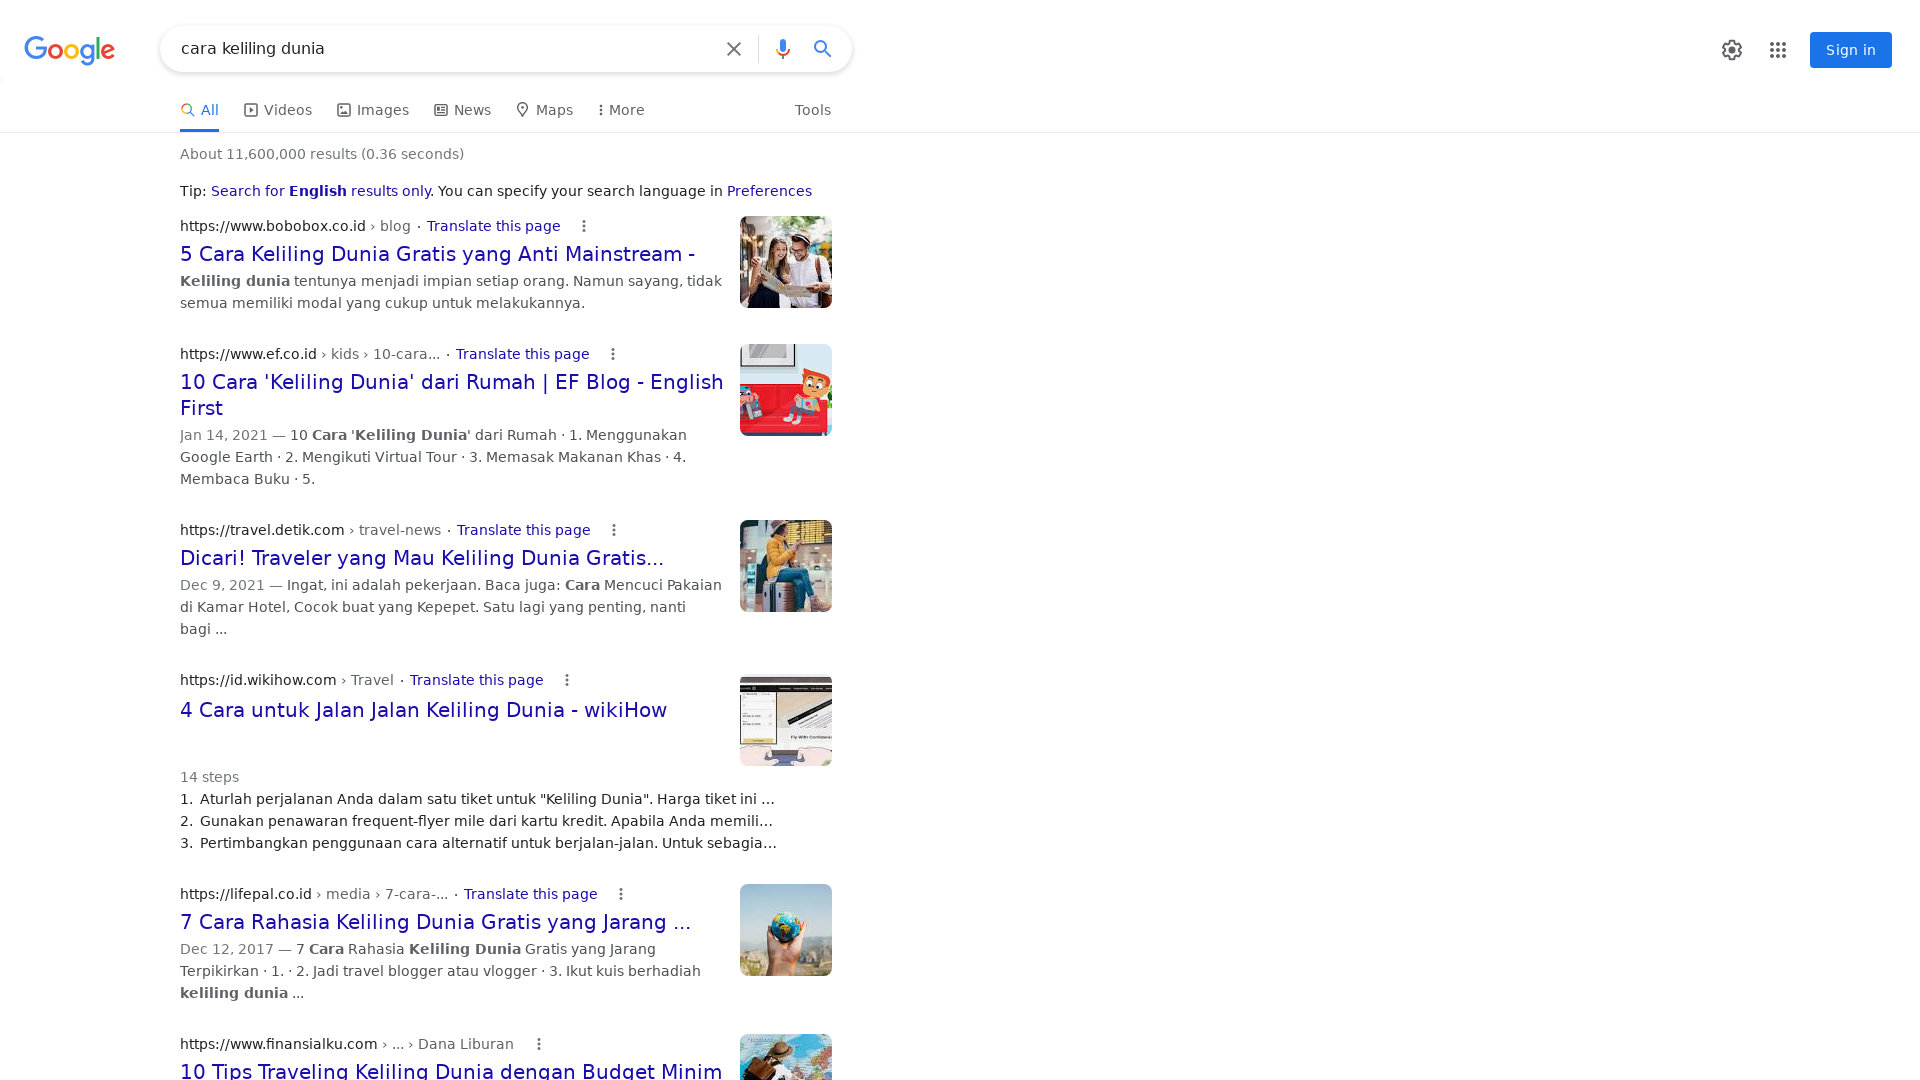 Google
cara keliling dunia
Sign in
All
Videos
Images
News
Maps
More
Tools
About 11,600,000 results (0.36 seconds)
Tip: Search for English results only. You can specify your search language in Preferences
https://www.bobobox.co.id › blog · Translate this page
5 Cara Keliling Dunia Gratis yang Anti Mainstream -
Keliling dunia tentunya menjadi impian setiap orang. Namun sayang, tidak
semua memiliki modal yang cukup untuk melakukannya.
https://www.ef.co.id › kids › 10-cara... · Translate this page
10 Cara 'Keliling Dunia' dari Rumah | EF Blog - English
First
Jan 14, 2021 — 10 Cara 'Keliling Dunia' dari Rumah · 1. Menggunakan
Google Earth · 2. Mengikuti Virtual Tour · 3. Memasak Makanan Khas · 4.
Membaca Buku · 5.
https://travel.detik.com › travel-news · Translate this page
Dicari! Traveler yang Mau Keliling Dunia Gratis...
Dec 9, 2021 — Ingat, ini adalah pekerjaan. Baca juga: Cara Mencuci Pakaian
di Kamar Hotel, Cocok buat yang Kepepet. Satu lagi yang penting, nanti
bagi ...
https://id.wikihow.com › Travel · Translate this page
4 Cara untuk Jalan Jalan Keliling Dunia - wikiHow
14 steps
1. Aturlah perjalanan Anda dalam satu tiket untuk "Keliling Dunia". Harga tiket ini ...
2. Gunakan penawaran frequent-flyer mile dari kartu kredit. Apabila Anda memili...
3. Pertimbangkan penggunaan cara alternatif untuk berjalan-jalan. Untuk sebagia...
https://lifepal.co.id › media › 7-cara-... · Translate this page
7 Cara Rahasia Keliling Dunia Gratis yang Jarang ...
Dec 12, 2017 — 7 Cara Rahasia Keliling Dunia Gratis yang Jarang
Terpikirkan · 1. · 2. Jadi travel blogger atau vlogger · 3. Ikut kuis berhadiah
keliling dunia ...
https://www.finansialku.com › ... › Dana Liburan
10 Tips Traveling Keliling Dunia dengan Budget Minim